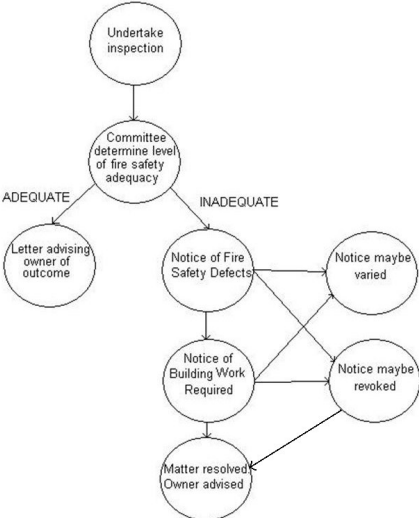 Undertake
inspection
Committee
determine level
of fire safety
adequacy
ADEQUATE
INADEQUATE
Letter advising
owner of
outcome
Notice of Fire
Safety Defects
Notice maybe
varied
Notice of
Building Work
Required
Notice maybe
revoked
Matter resolved.
Owner advised